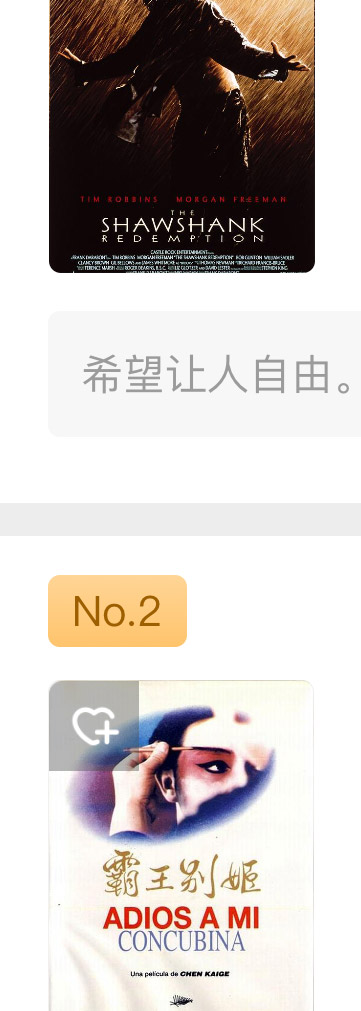 TIM ROBBINS MORGAN FREEMAN
THE
SHAWSHANK
REDEMPTION
希望让人自由。
No.2
霸王别姬
ADIOS A MI
CONCUBINA
Una película de CHEN KAIGE